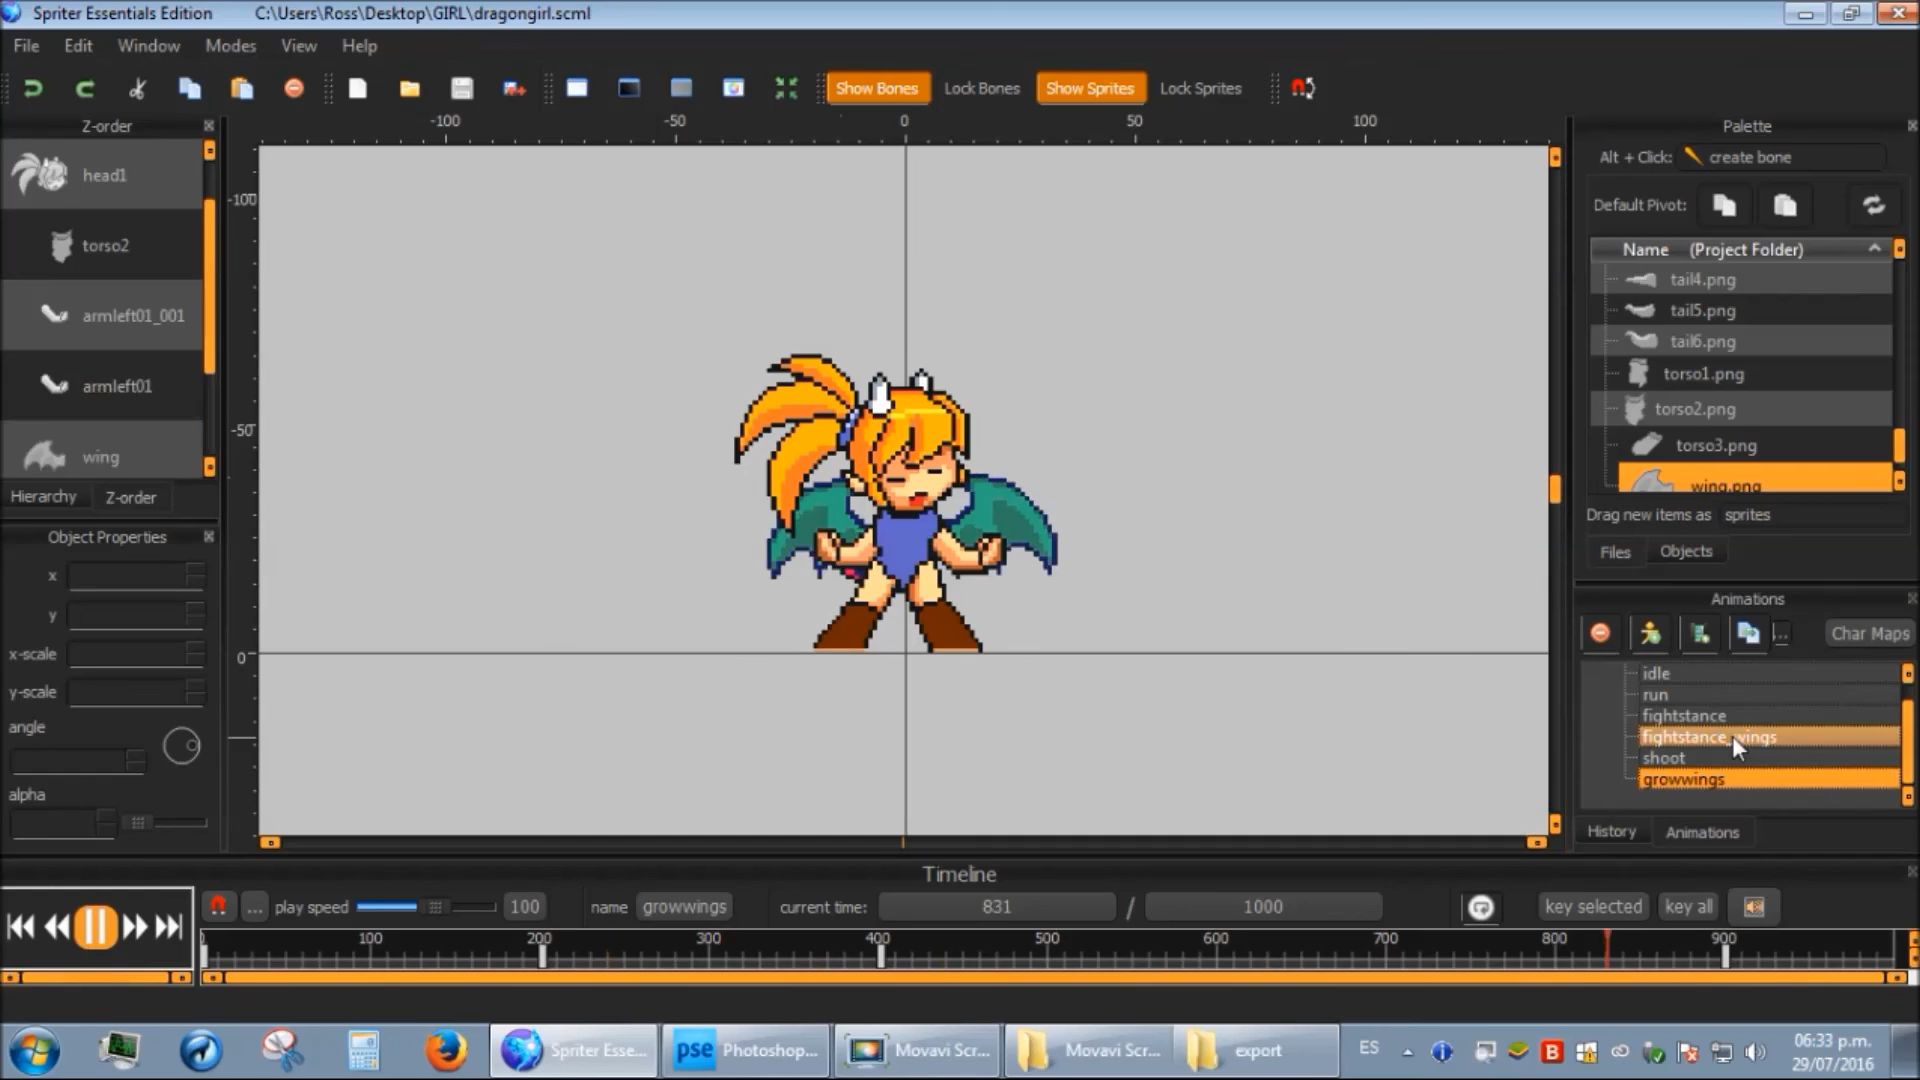 Spriter Essentials Edition C:\Users\Ross\Desktop\GIRL\dragongirl.scml
File Edit Window Modes View Help
Show Bones Lock Bones Show Sprites Lock Sprites
Z-order
head1
torso2
armleft01_001
armleft01
wing
Hierarchy Z-order
Object Properties
x
y
x-scale
y-scale
angle
alpha
-100 -50 0 50 100
-100
-50
0
Palette
Alt + Click: create bone
Default Pivot:
Name (Project Folder)
tail4.png
tail5.png
tail6.png
torso1.png
torso2.png
torso3.png
wing.png
Drag new items as sprites
Files Objects
Animations
... Char Maps
idle
run
fightstance
fightstance_wings
shoot
growwings
History Animations
Timeline
... play speed 100 name growwings current time: 831 / 1000 key selected key all
100 200 300 400 500 600 700 800 900
Spriter Esse... pse Photoshop... Movavi Scr... Movavi Scr... export ES B 06:33 p.m.
29/07/2016